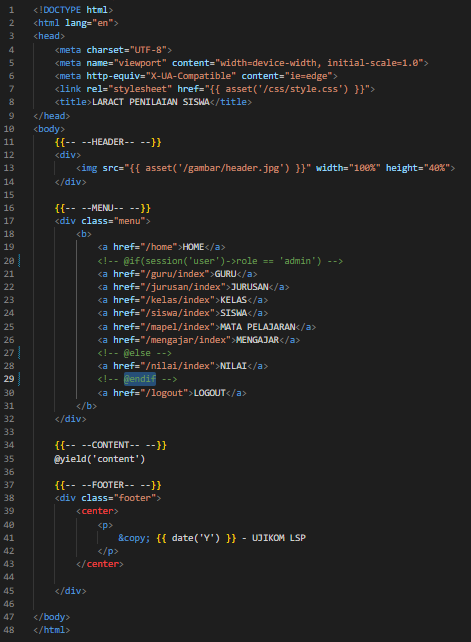 1 <!DOCTYPE html>
2 <html lang="en">
3 <head>
4 <meta charset="UTF-8">
5 <meta name="viewport" content="width=device-width, initial-scale=1.0">
6 <meta http-equiv="X-UA-Compatible" content="ie=edge">
7 <link rel="stylesheet" href="{{ asset('/css/style.css') }}">
8 <title>LARACT PENILAIAN SISWA</title>
9 </head>
10 <body>
11 {{-- --HEADER-- --}}
12 <div>
13 <img src="{{ asset('/gambar/header.jpg') }}" width="100%" height="40%">
14 </div>
15
16 {{-- --MENU-- --}}
17 <div class="menu">
18 <b>
19 <a href="/home">HOME</a>
20 <!-- @if(session('user')->role == 'admin') -->
21 <a href="/guru/index">GURU</a>
22 <a href="/jurusan/index">JURUSAN</a>
23 <a href="/kelas/index">KELAS</a>
24 <a href="/siswa/index">SISWA</a>
25 <a href="/mapel/index">MATA PELAJARAN</a>
26 <a href="/mengajar/index">MENGAJAR</a>
27 <!-- @else -->
28 <a href="/nilai/index">NILAI</a>
29 <!-- @endif -->
30 <a href="/logout">LOGOUT</a>
31 </b>
32 </div>
33
34 {{-- --CONTENT-- --}}
35 @yield('content')
36
37 {{-- --FOOTER-- --}}
38 <div class="footer">
39 <center>
40 <p>
41 &copy; {{ date('Y') }} - UJIKOM LSP
42 </p>
43 </center>
44
45 </div>
46
47 </body>
48 </html>